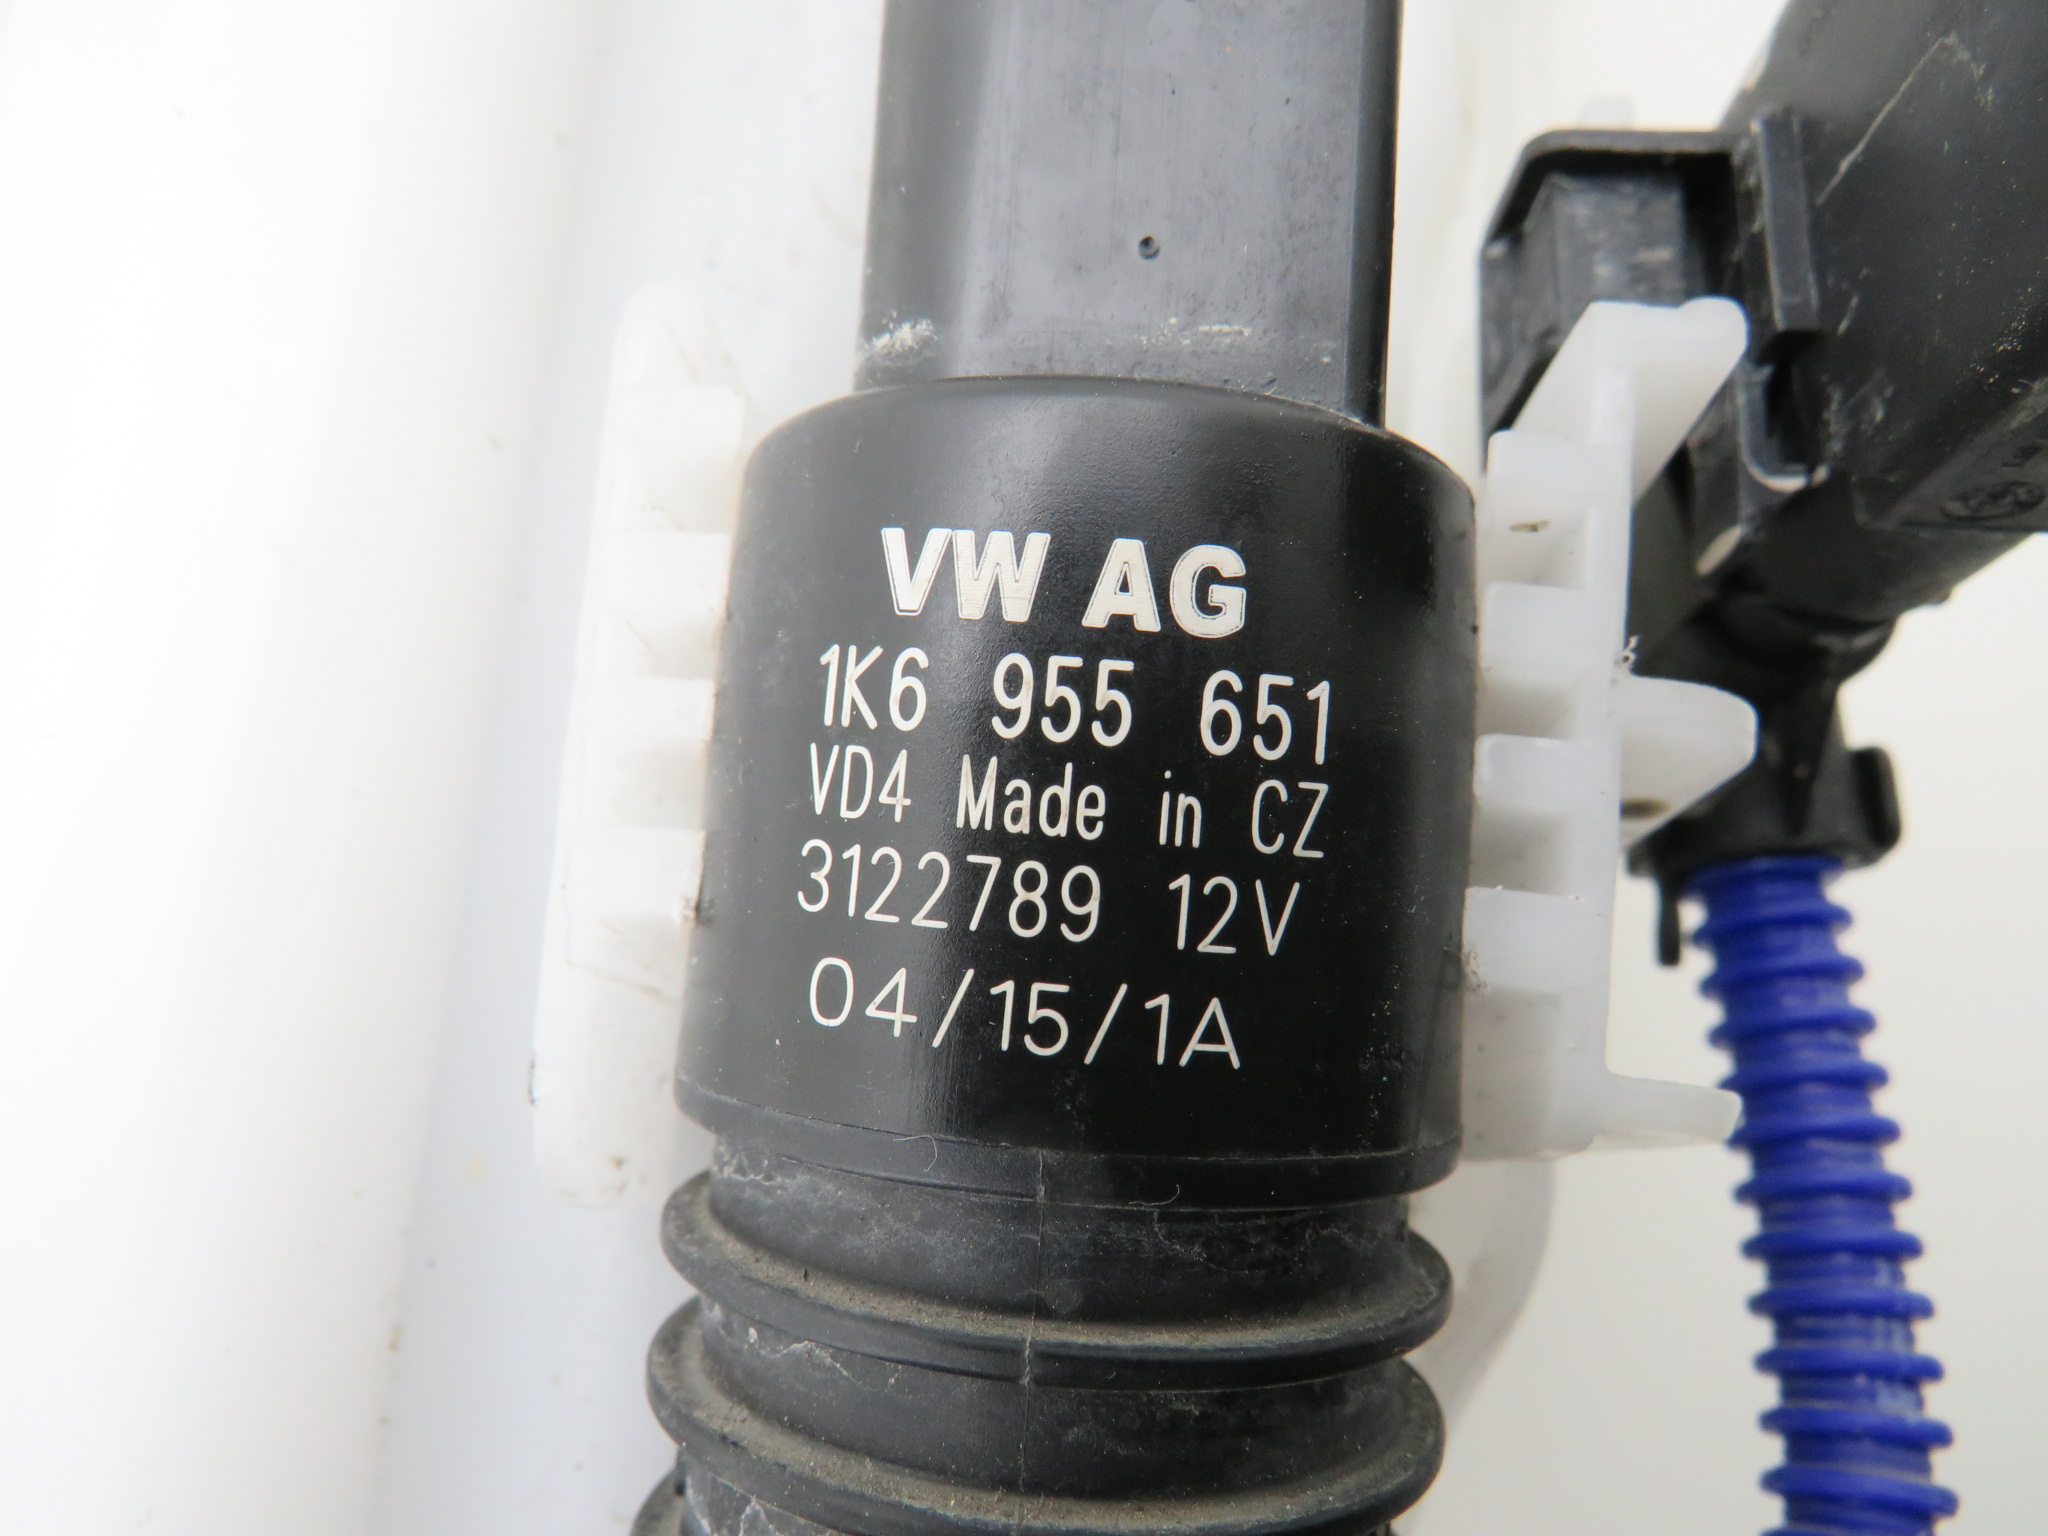 VW AG
1K6 955 651
VD4 Made in CZ
3122789 12V
04/15/1A